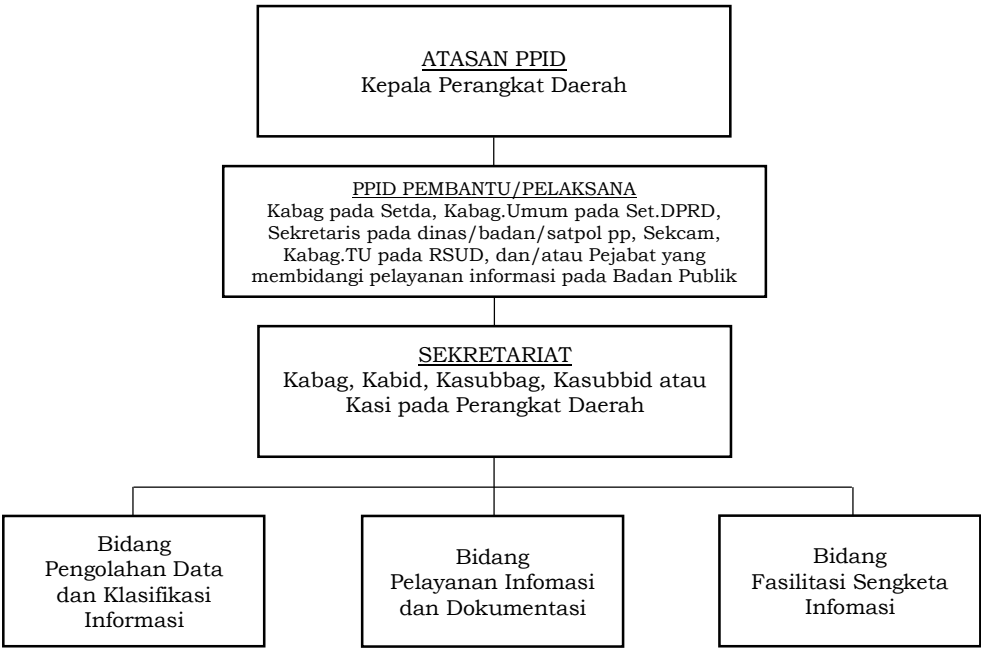 ATASAN PPID
Kepala Perangkat Daerah
PPID PEMBANTU/PELAKSANA
Kabag pada Setda, Kabag.Umum pada Set.DPRD,
Sekretaris pada dinas/badan/satpol pp, Sekcam,
Kabag.TU pada RSUD, dan/atau Pejabat yang
membidangi pelayanan informasi pada Badan Publik
SEKRETARIAT
Kabag, Kabid, Kasubbag, Kasubbid atau
Kasi pada Perangkat Daerah
Bidang
Pengolahan Data
dan Klasifikasi
Informasi
Bidang
Pelayanan Infomasi
dan Dokumentasi
Bidang
Fasilitasi Sengketa
Infomasi